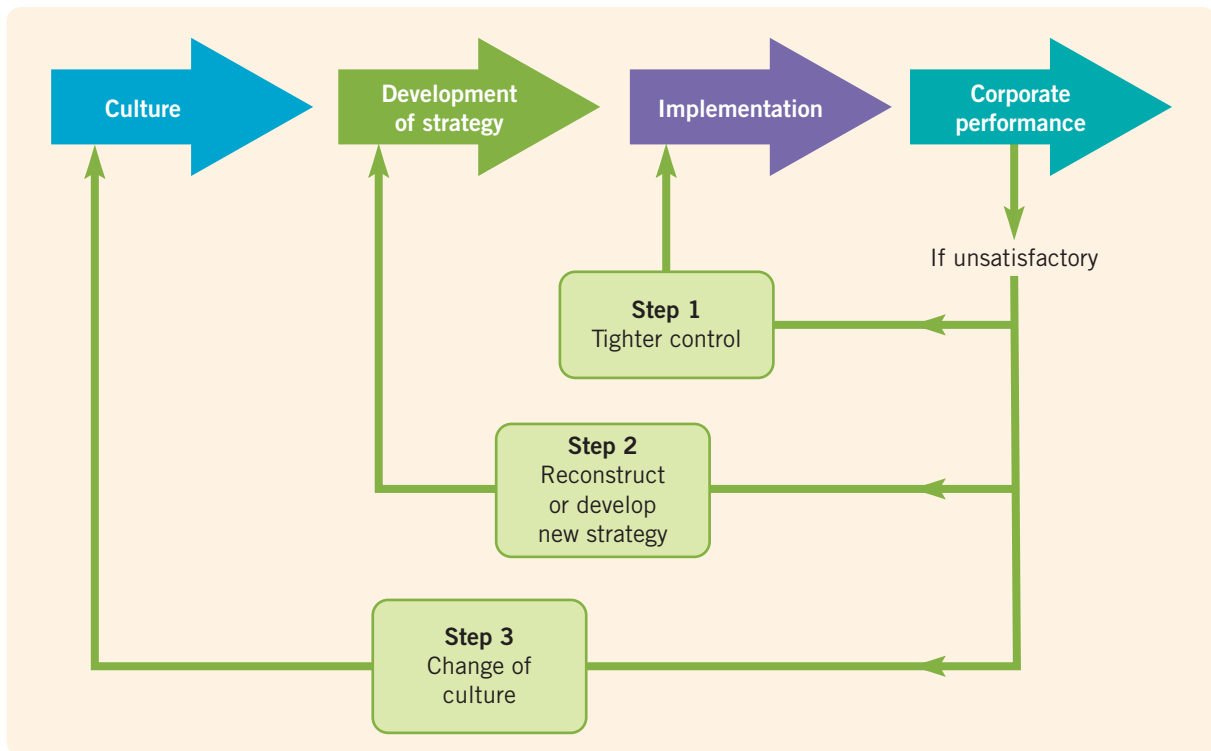 Culture
Development
of strategy
Implementation
Corporate
performance
If unsatisfactory
Step 1
Tighter control
Step 2
Reconstruct
or develop
new strategy
Step 3
Change of
culture